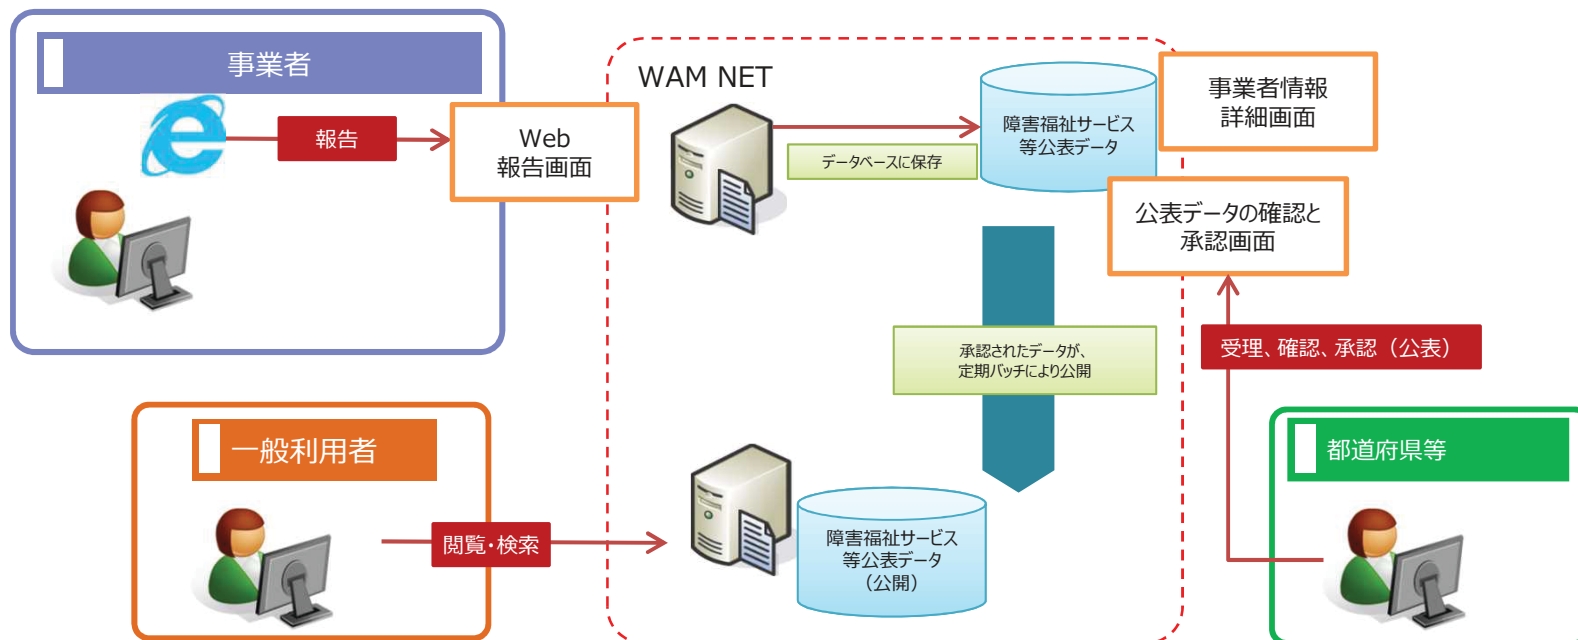 事業者
報告
Web
報告画面
WAM NET
データベースに保存
障害福祉サービス
等公表データ
事業者情報
詳細画面
公表データの確認と
承認画面
承認されたデータが、
定期バッチにより公開
受理、確認、承認（公表）
一般利用者
閲覧・検索
障害福祉サービス
等公表データ
（公開）
都道府県等